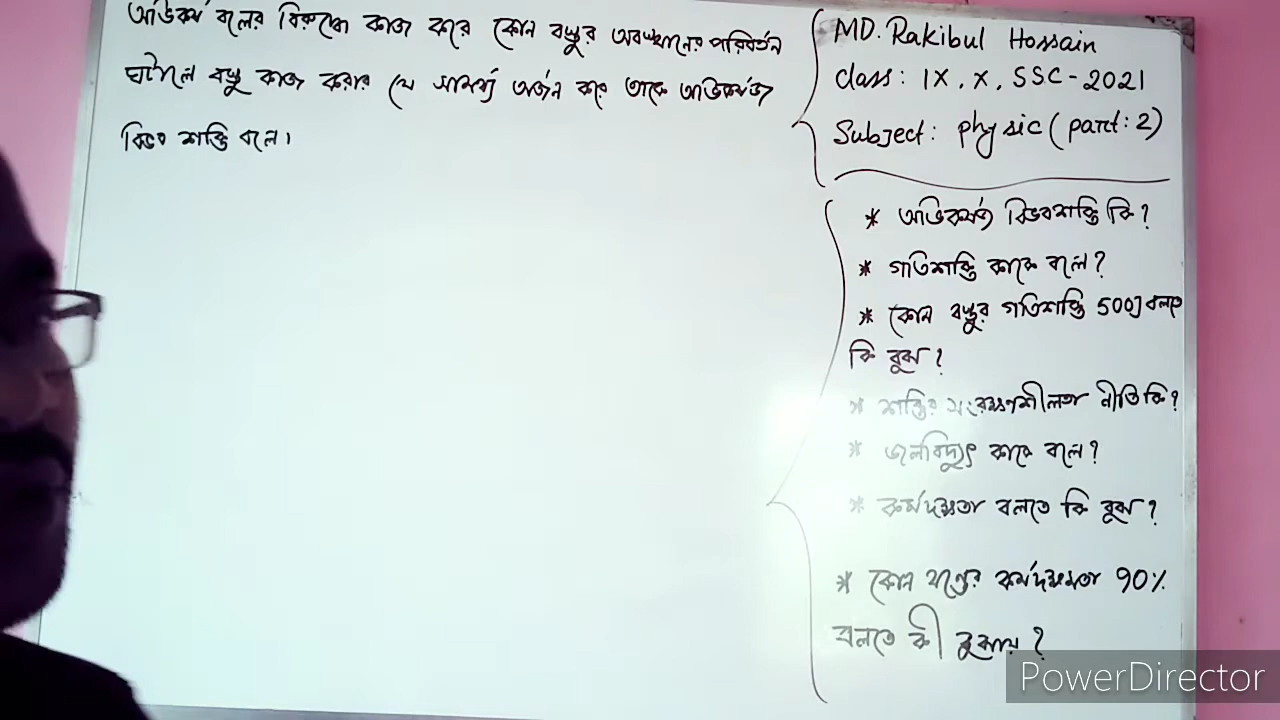 অভিকর্ষ বলের বিরুদ্ধে কাজ করে কোন বস্তুর অবস্থানের পরিবর্তন
ঘটালে বস্তু কাজ করার যে সামর্থ্য অর্জন করে তাকে অভিকর্ষজ
বিভব শক্তি বলে।
MD. Rakibul Hossain
class: IX, X, SSC-2021
Subject: physic (part: 2)
* অভিকর্ষজ বিভবশক্তি কি?
* গতিশক্তি কাকে বলে?
* কোন বস্তুর গতিশক্তি 500J বলতে
কি বুঝ?
* শক্তির সংরক্ষণশীলতা নীতি কি?
* জলবিদ্যুৎ কাকে বলে?
* কর্মদক্ষতা বলতে কি বুঝ?
* কোন যন্ত্রের কর্মদক্ষতা 90%
বলতে কী বুঝায়?
PowerDirector